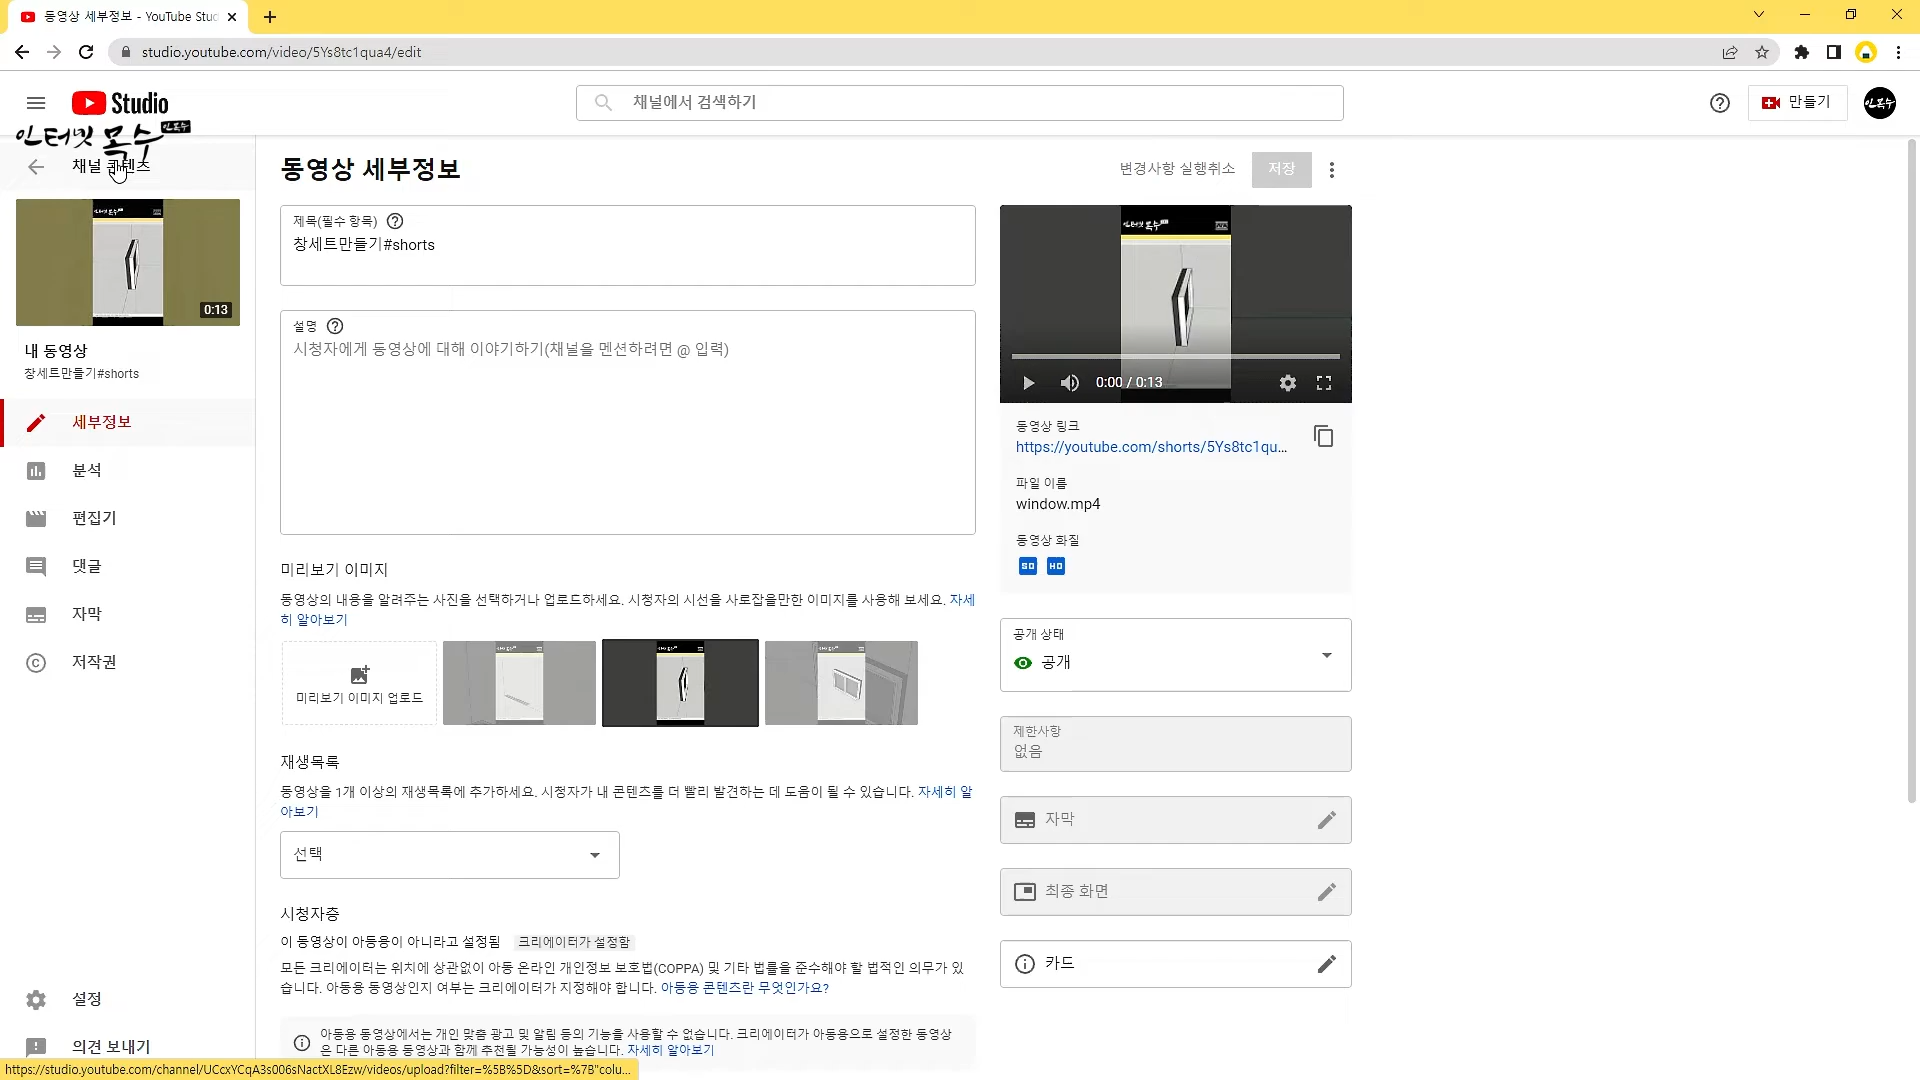 동영상 세부정보 - YouTube Stu
studio.youtube.com/video/5Ys8tc1qua4/edit
Studio
채널에서 검색하기
만들기
인터넷 목수
채널 콘텐츠
동영상 세부정보
변경사항 실행취소
저장
0:13
내 동영상
창세트만들기#shorts
세부정보
분석
편집기
댓글
자막
저작권
설정
의견 보내기
제목(필수 항목)
창세트만들기#shorts
설명
시청자에게 동영상에 대해 이야기하기(채널을 멘션하려면 @ 입력)
미리보기 이미지
동영상의 내용을 알려주는 사진을 선택하거나 업로드하세요. 시청자의 시선을 사로잡을만한 이미지를 사용해 보세요. 자세
히 알아보기
미리보기 이미지 업로드
재생목록
동영상을 1개 이상의 재생목록에 추가하세요. 시청자가 내 콘텐츠를 더 빨리 발견하는 데 도움이 될 수 있습니다. 자세히 알
아보기
선택
시청자층
이 동영상이 아동용이 아니라고 설정됨 크리에이터가 설정함
모든 크리에이터는 위치에 상관없이 아동 온라인 개인정보 보호법(COPPA) 및 기타 법률을 준수해야 할 법적인 의무가 있
습니다. 아동용 동영상인지 여부는 크리에이터가 지정해야 합니다. 아동용 콘텐츠란 무엇인가요?
아동용 동영상에서는 개인 맞춤 광고 및 알림 등의 기능을 사용할 수 없습니다. 크리에이터가 아동용으로 설정한 동영상
은 다른 아동용 동영상과 함께 추천될 가능성이 높습니다. 자세히 알아보기
0:00 / 0:13
동영상 링크
https://youtube.com/shorts/5Ys8tc1qu...
파일 이름
window.mp4
동영상 화질
SD HD
공개 상태
공개
제한사항
없음
자막
최종 화면
카드
https://studio.youtube.com/channel/UCcxYCqA3s006sNactXL8Ezw/videos/upload?filter=%5B%5D&sort=%7B"colu...